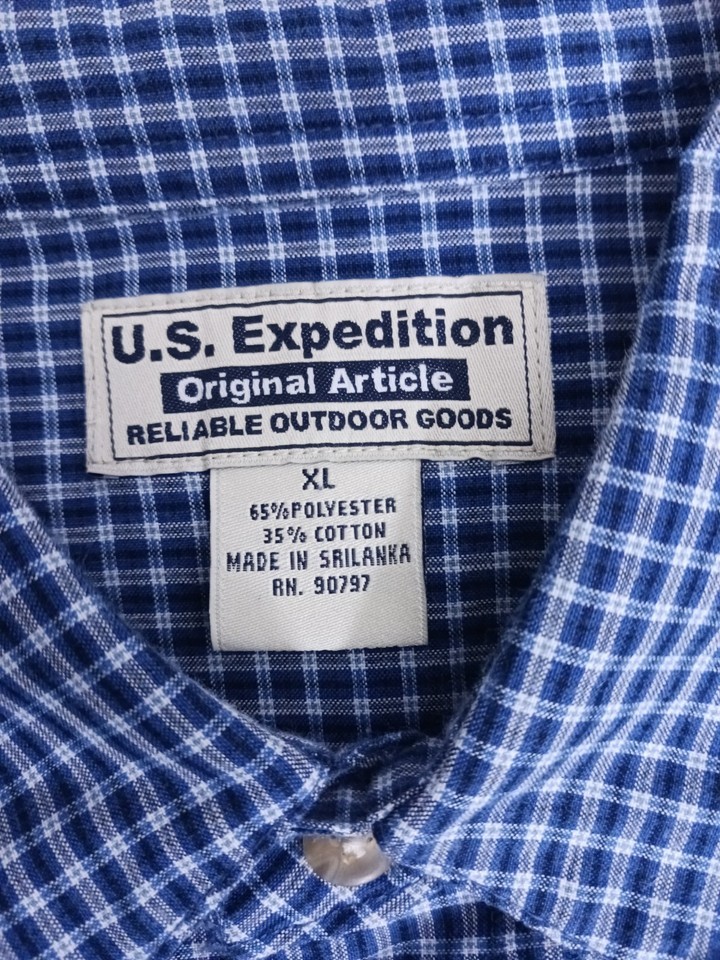 U.S. Expedition
Original Article
RELIABLE OUTDOOR GOODS
XL
65%POLYESTER
35% COTTON
MADE IN SRILANKA
RN. 90797